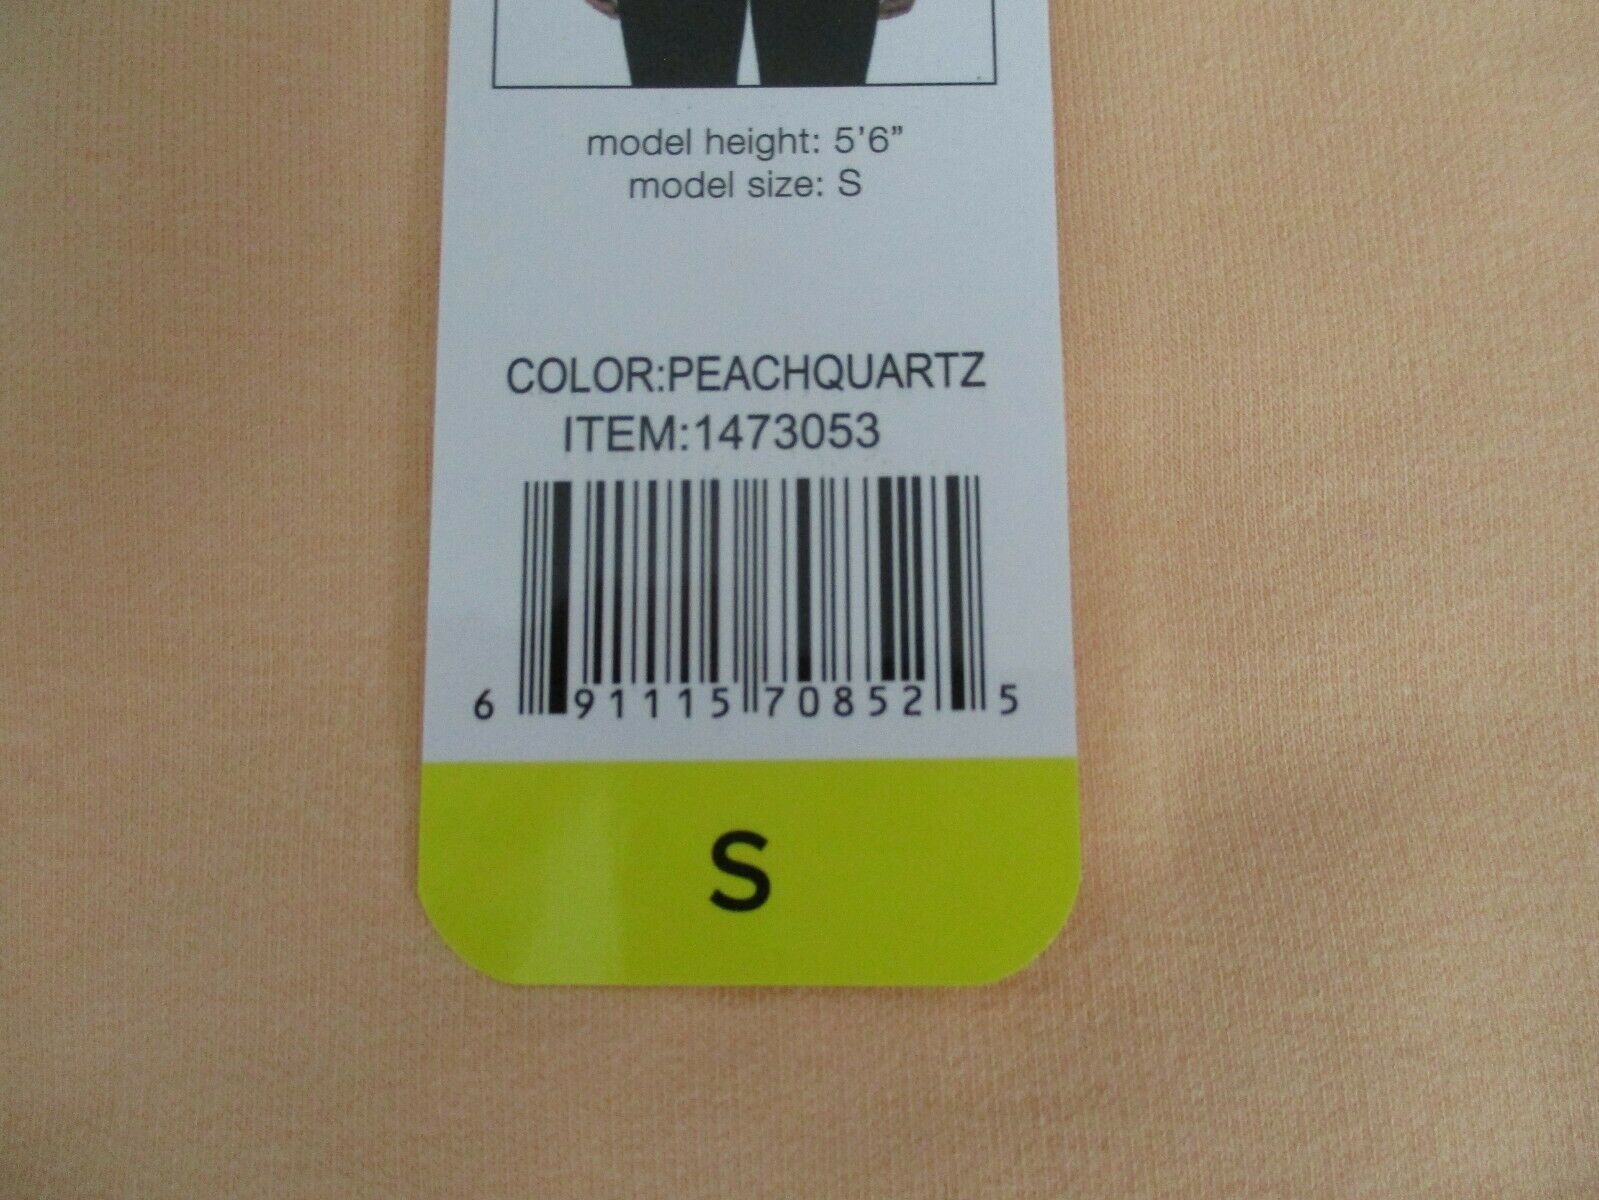 model height: 5'6”
model size: S
COLOR:PEACHQUARTZ
ITEM:1473053
6 91115 70852 5
S